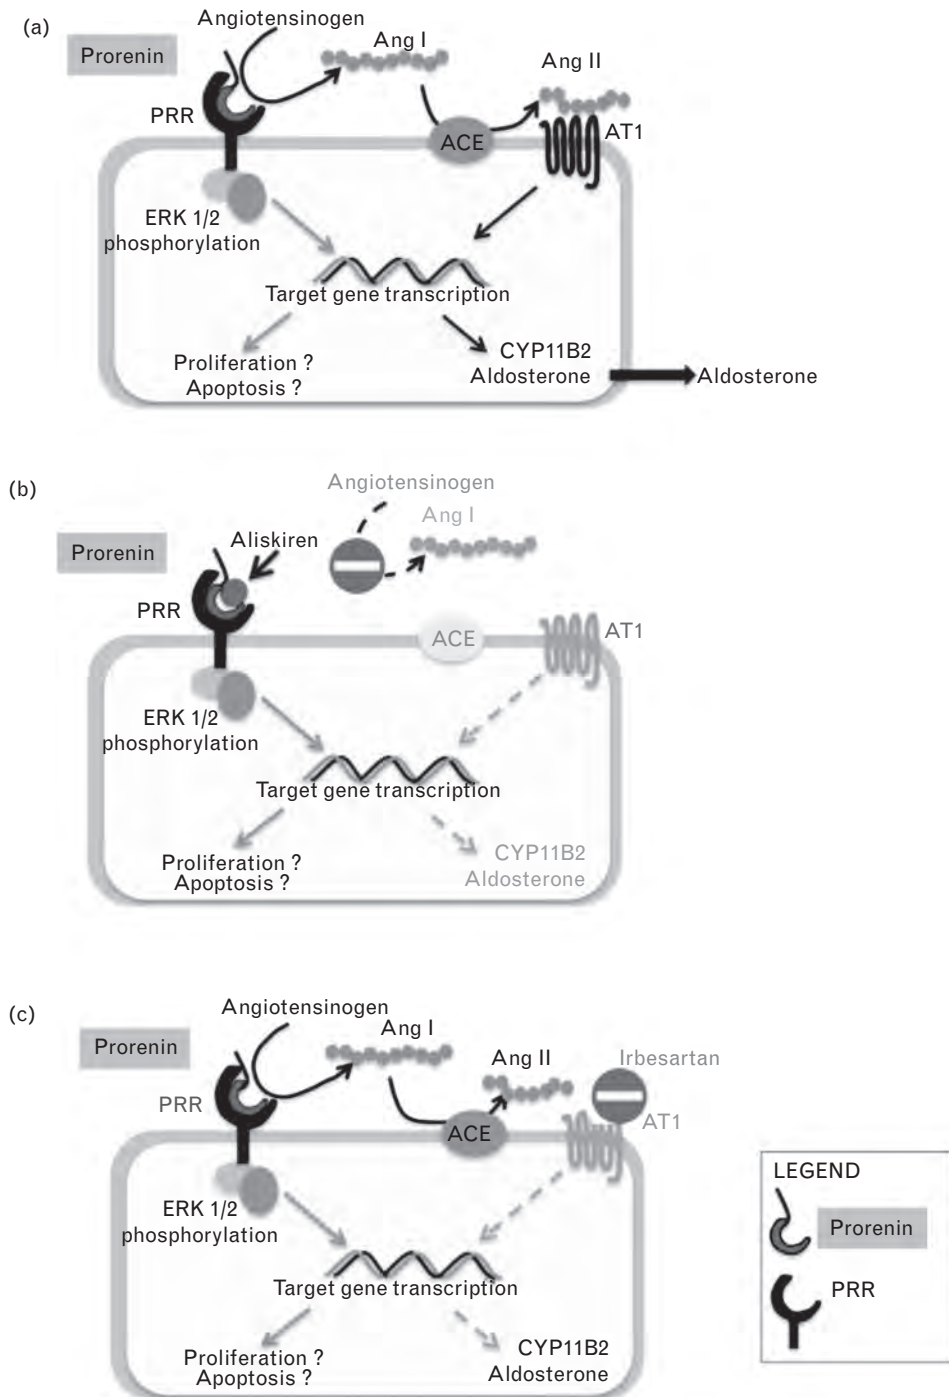 (a)
Angiotensinogen
Prorenin
Ang I
Ang II
PRR
ACE
AT1
ERK 1/2
phosphorylation
Target gene transcription
Proliferation ?
Apoptosis ?
CYP11B2
Aldosterone
Aldosterone
(b)
Angiotensinogen
Ang I
Prorenin
Aliskiren
PRR
ACE
AT1
ERK 1/2
phosphorylation
Target gene transcription
Proliferation ?
Apoptosis ?
CYP11B2
Aldosterone
(c)
Angiotensinogen
Prorenin
Ang I
Ang II
Irbesartan
PRR
ACE
AT1
ERK 1/2
phosphorylation
Target gene transcription
Proliferation ?
Apoptosis ?
CYP11B2
Aldosterone
LEGEND
Prorenin
PRR